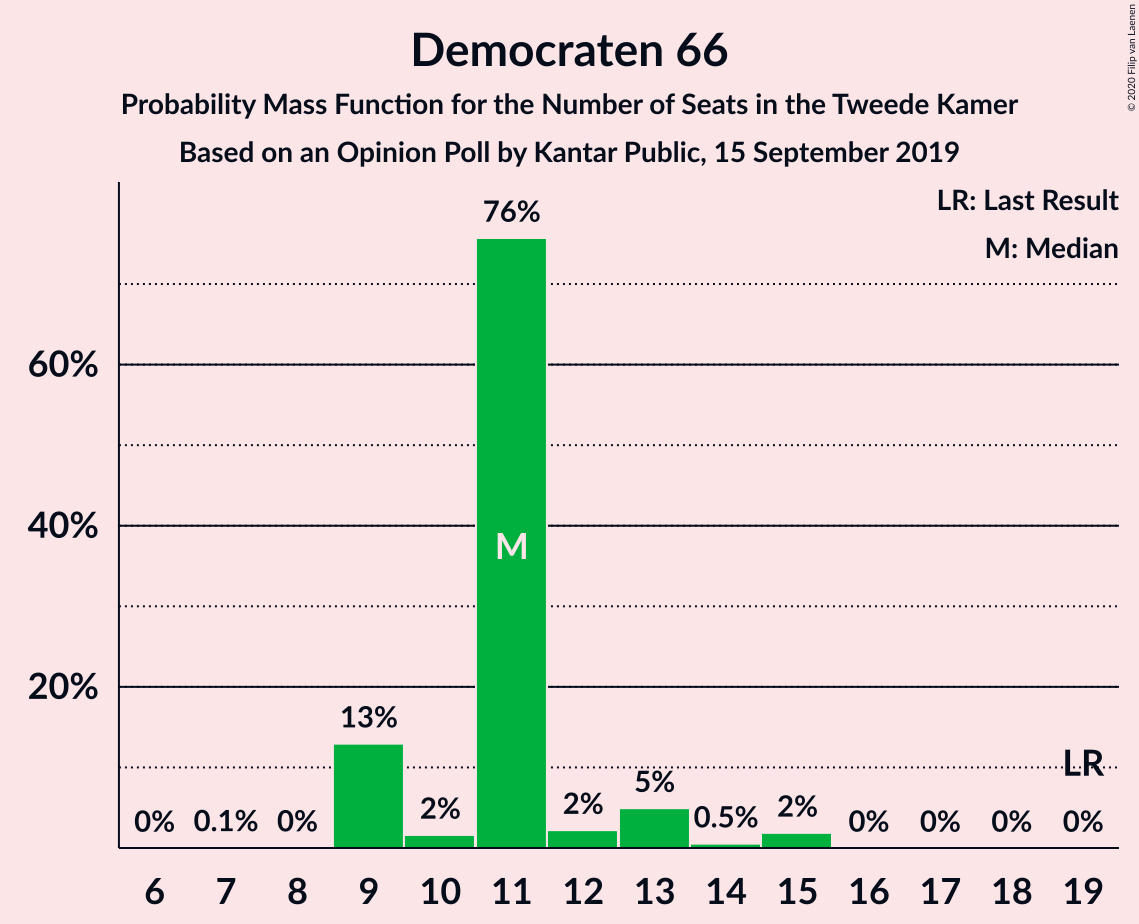 Democraten 66
Probability Mass Function for the Number of Seats in the Tweede Kamer
Based on an Opinion Poll by Kantar Public, 15 September 2019
© 2020 Filip van Laenen
LR: Last Result
M: Median
60%
40%
20%
0%
0.1%
0%
13%
2%
76%
M
2%
5%
0.5%
2%
0%
0%
0%
LR
0%
6 7 8 9 10 11 12 13 14 15 16 17 18 19